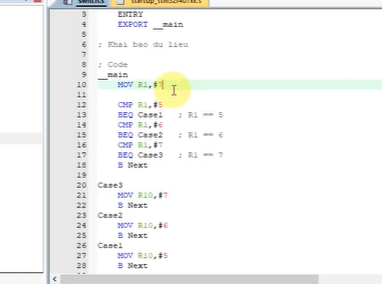 switch.s
startup_stm32f407xx.s
3 ENTRY
4 EXPORT __main
5
6 ; Khai bao du lieu
7
8 ; Code
9 __main
10 MOV R1,#7
11
12 CMP R1,#5
13 BEQ Case1 ; R1 == 5
14 CMP R1,#6
15 BEQ Case2 ; R1 == 6
16 CMP R1,#7
17 BEQ Case3 ; R1 == 7
18 B Next
19
20 Case3
21 MOV R10,#7
22 B Next
23 Case2
24 MOV R10,#6
25 B Next
26 Case1
27 MOV R10,#5
28 B Next